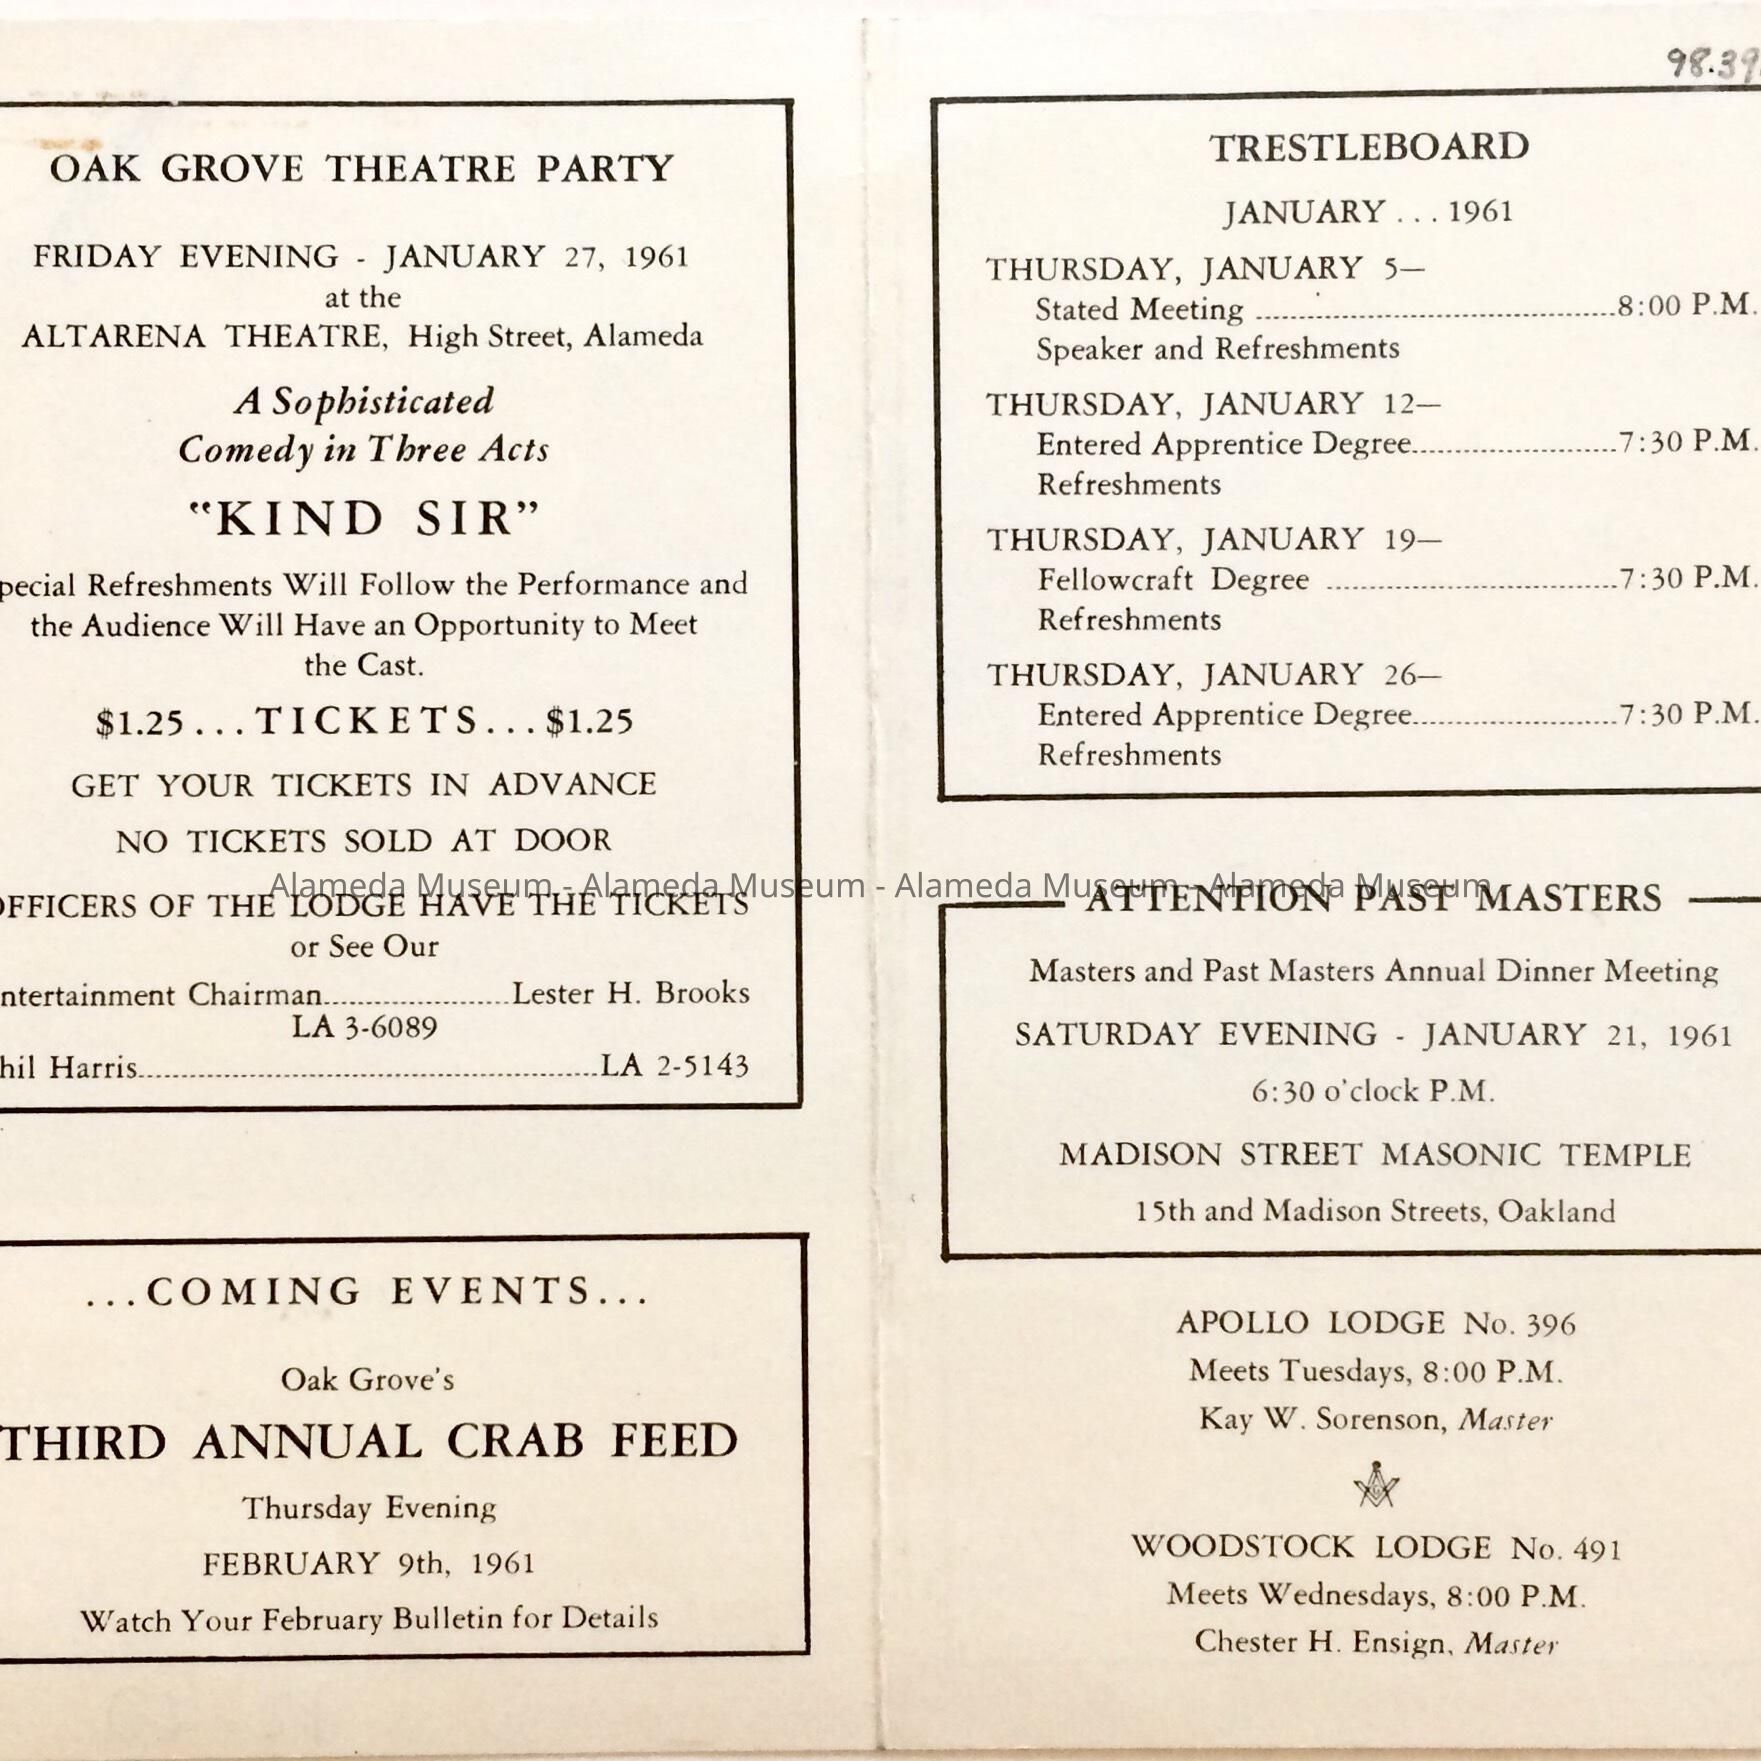 OAK GROVE THEATRE PARTY
FRIDAY EVENING - JANUARY 27, 1961
at the
ALTARENA THEATRE, High Street, Alameda
A Sophisticated
Comedy in Three Acts
"KIND SIR"
pecial Refreshments Will Follow the Performance and
the Audience Will Have an Opportunity to Meet
the Cast.
$1.25 . . . TICKETS . . . $1.25
GET YOUR TICKETS IN ADVANCE
NO TICKETS SOLD AT DOOR
OFFICERS OF THE LODGE HAVE THE TICKETS
or See Our
ntertainment Chairman......................Lester H. Brooks
LA 3-6089
hil Harris......................................................LA 2-5143
...COMING EVENTS...
Oak Grove's
THIRD ANNUAL CRAB FEED
Thursday Evening
FEBRUARY 9th, 1961
Watch Your February Bulletin for Details
98.39
TRESTLEBOARD
JANUARY . . . 1961
THURSDAY, JANUARY 5—
Stated Meeting ..........................................8:00 P.M.
Speaker and Refreshments
THURSDAY, JANUARY 12—
Entered Apprentice Degree........................7:30 P.M.
Refreshments
THURSDAY, JANUARY 19—
Fellowcraft Degree ..................................7:30 P.M.
Refreshments
THURSDAY, JANUARY 26—
Entered Apprentice Degree........................7:30 P.M.
Refreshments
Alameda Museum - Alameda Museum - Alameda Museum - Alameda Museum
ATTENTION PAST MASTERS
Masters and Past Masters Annual Dinner Meeting
SATURDAY EVENING - JANUARY 21, 1961
6:30 o'clock P.M.
MADISON STREET MASONIC TEMPLE
15th and Madison Streets, Oakland
APOLLO LODGE No. 396
Meets Tuesdays, 8:00 P.M.
Kay W. Sorenson, Master
G
WOODSTOCK LODGE No. 491
Meets Wednesdays, 8:00 P.M.
Chester H. Ensign, Master